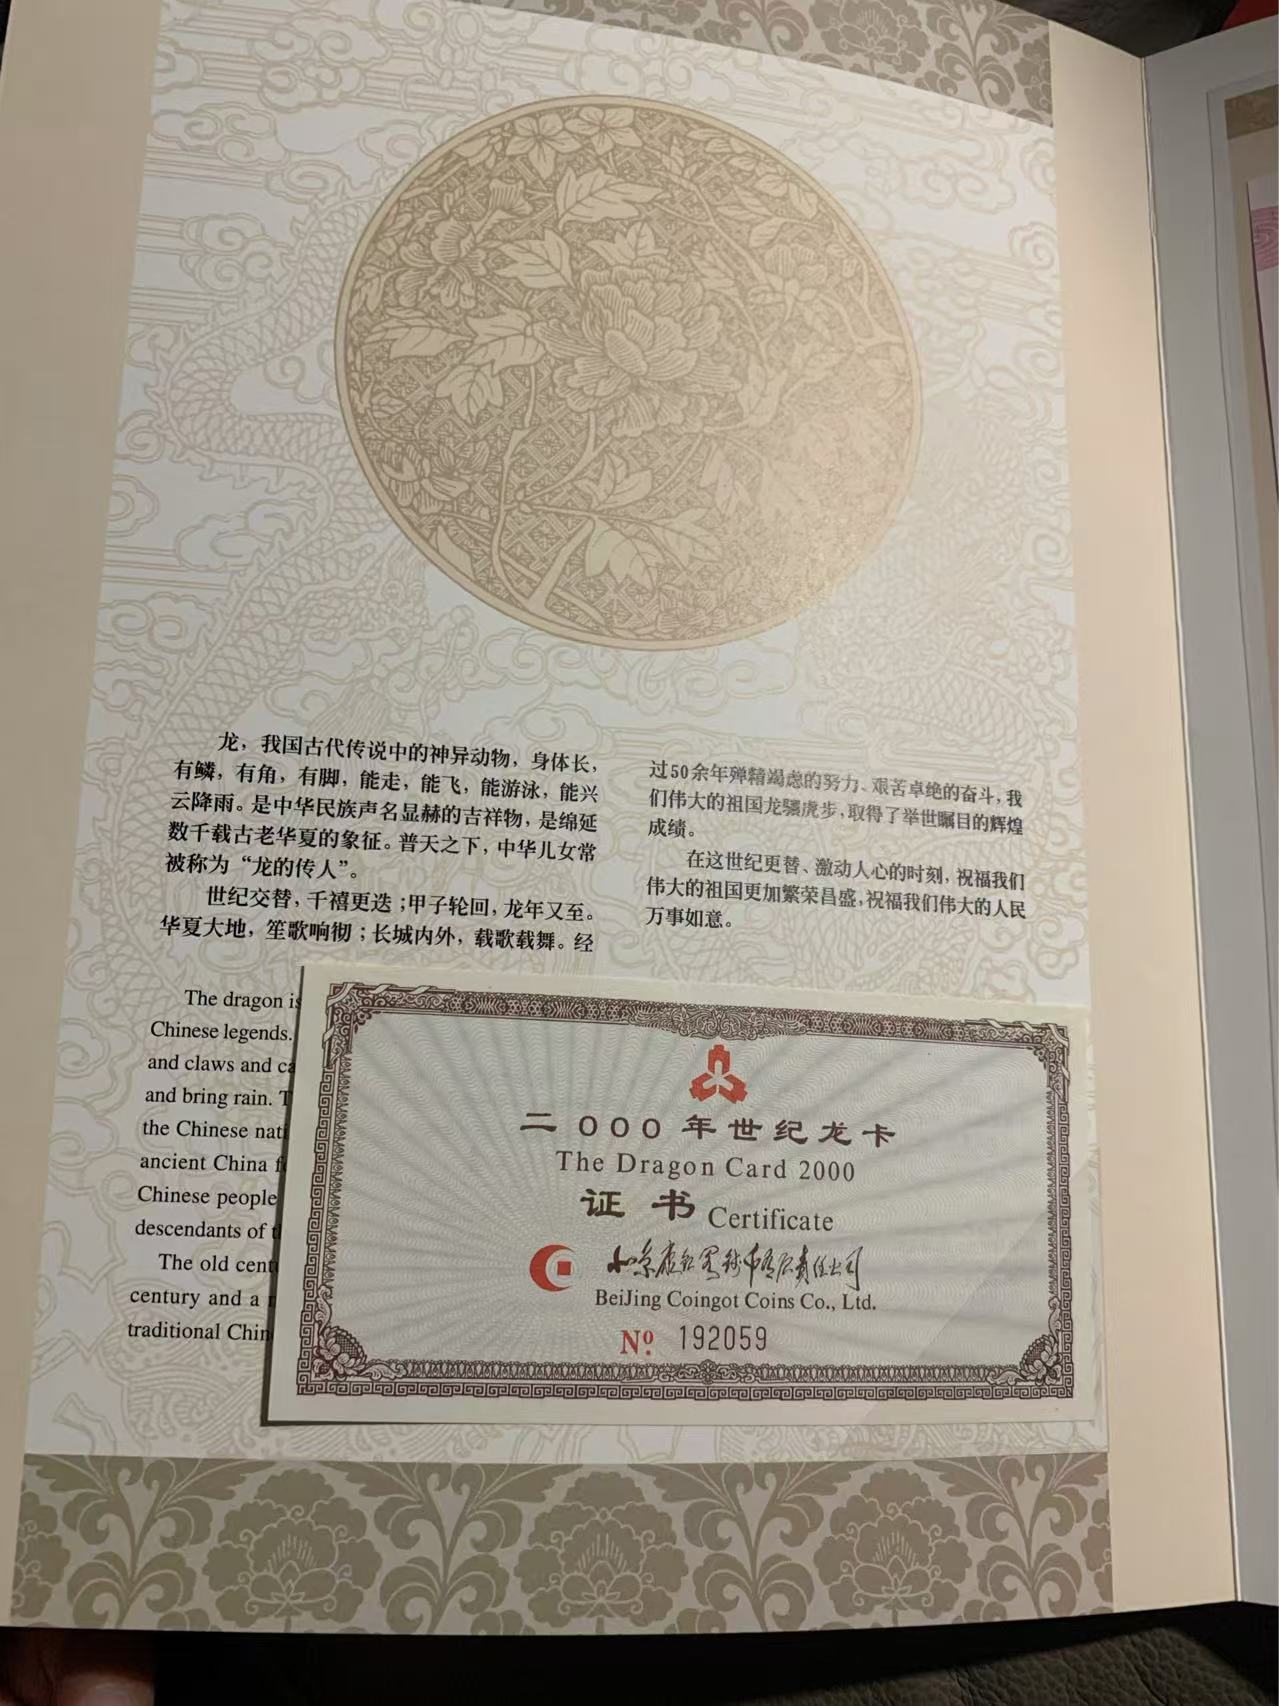 龙，我国古代传说中的神异动物，身体长，
有鳞，有角，有脚，能走，能飞，能游泳，能兴
云降雨。是中华民族声名显赫的吉祥物，是绵延
数千载古老华夏的象征。普天之下，中华儿女常
被称为“龙的传人”。
世纪交替，千禧更迭；甲子轮回，龙年又至。
华夏大地，笙歌响彻；长城内外，载歌载舞。经
过50余年殚精竭虑的努力、艰苦卓绝的奋斗，我
们伟大的祖国龙骧虎步，取得了举世瞩目的辉煌
成绩。
在这世纪更替、激动人心的时刻，祝福我们
伟大的祖国更加繁荣昌盛，祝福我们伟大的人民
万事如意。
The dragon is
Chinese legends.
and claws and ca
and bring rain. T
the Chinese nati
ancient China f
Chinese people
descendants of t
The old cent
century and a
traditional Chin
二000年世纪龙卡
The Dragon Card 2000
证书 Certificate
BeiJing Coingot Coins Co., Ltd.
Nº. 192059